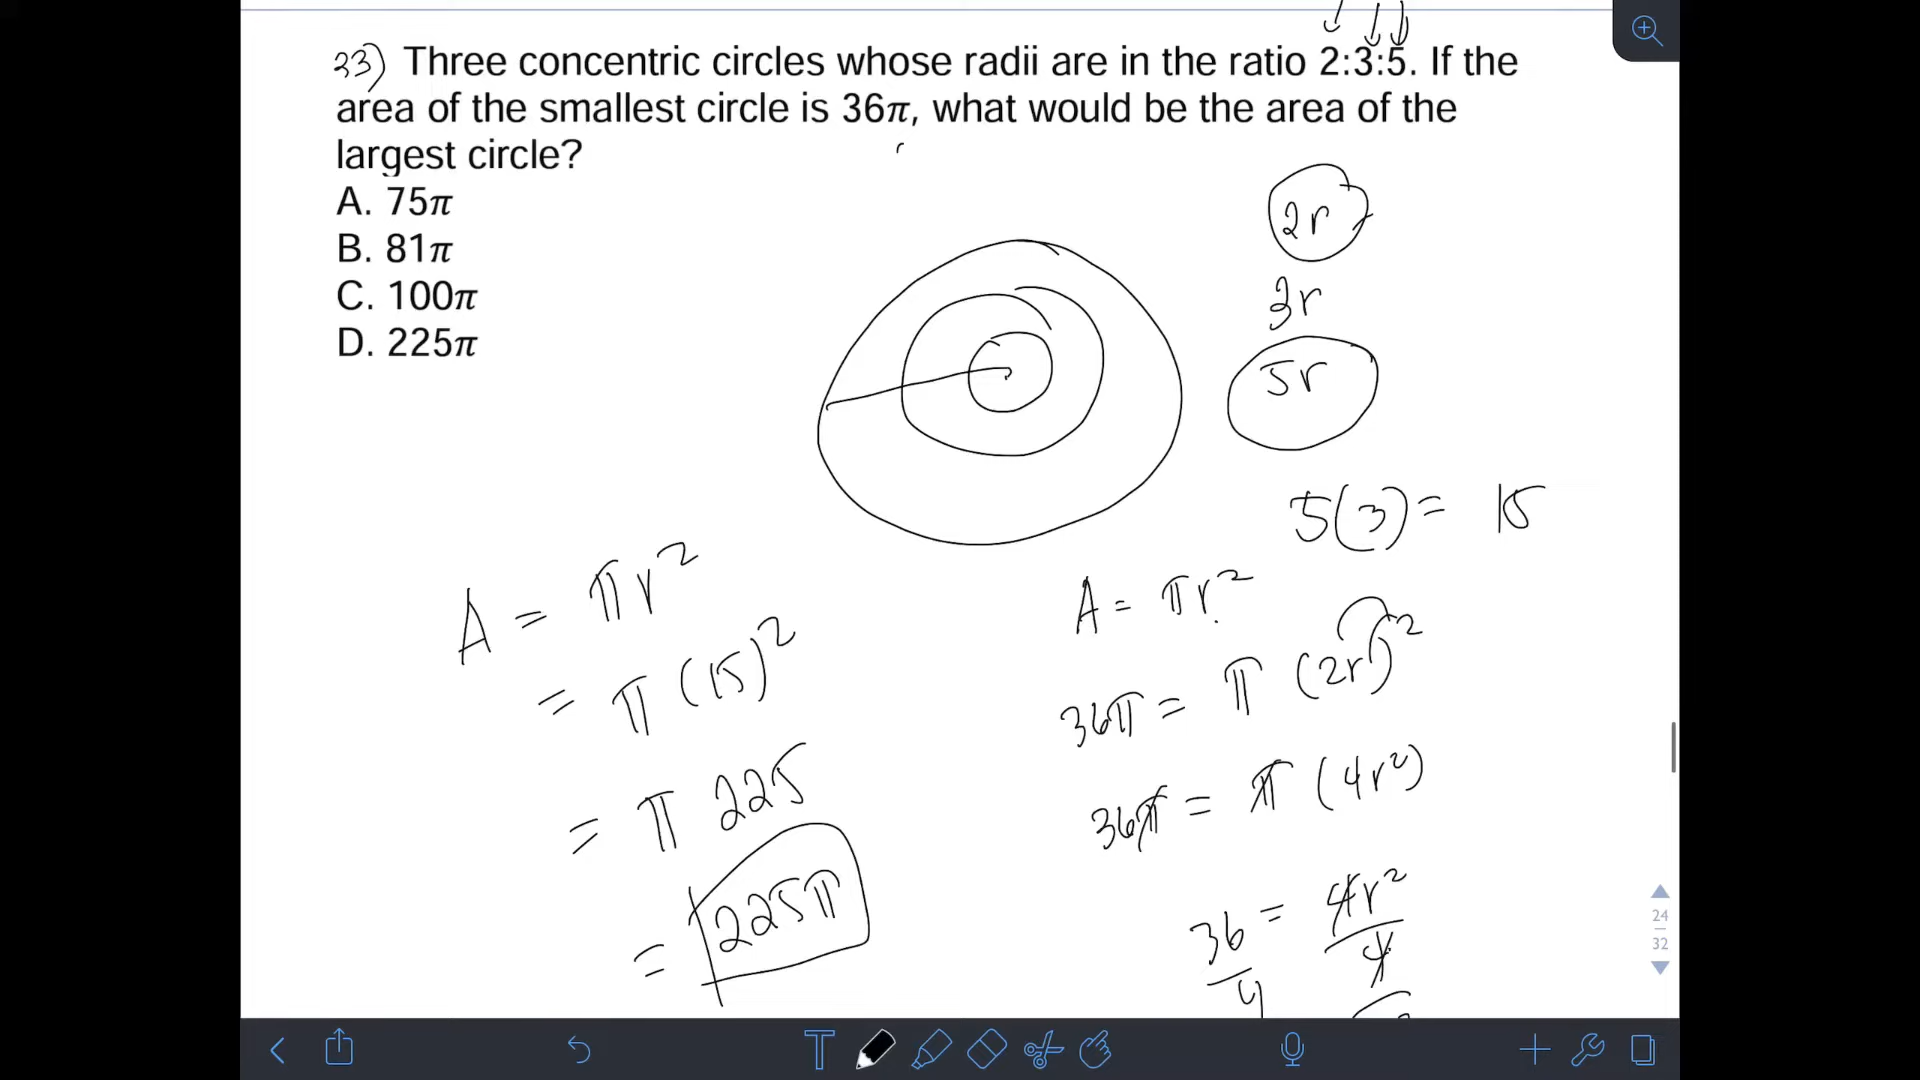 33) Three concentric circles whose radii are in the ratio 2:3:5. If the
area of the smallest circle is 36π, what would be the area of the
largest circle?
A. 75π
B. 81π
C. 100π
D. 225π
2r
3r
5r
5(3) = 15
A = πr²
= π (15)²
= π 225
= 225π
A = πr²
36π = π (2r)²
36π = π (4r²)
36/4 = 4r²/4
24
32
T